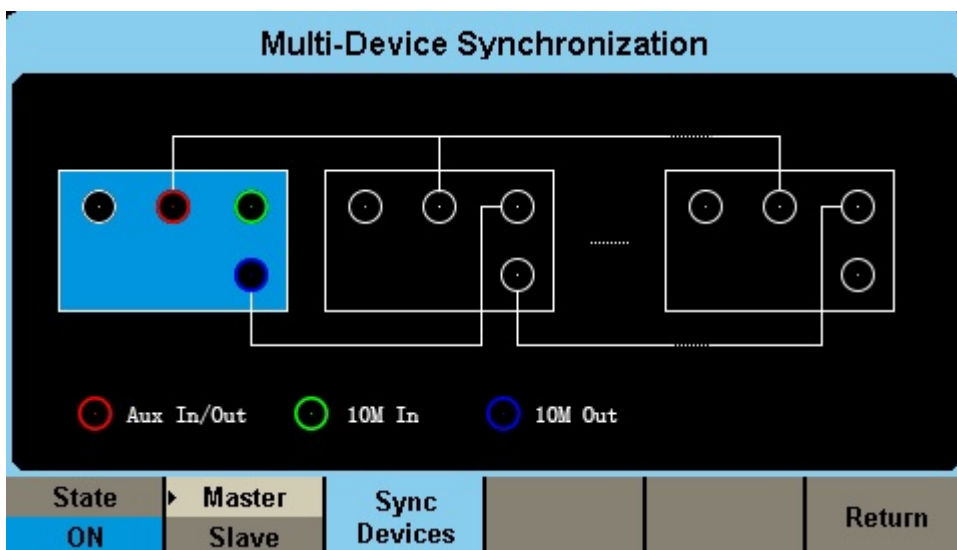 Multi-Device Synchronization
Aux In/Out 10M In 10M Out
State Master Sync
Devices Return
ON Slave